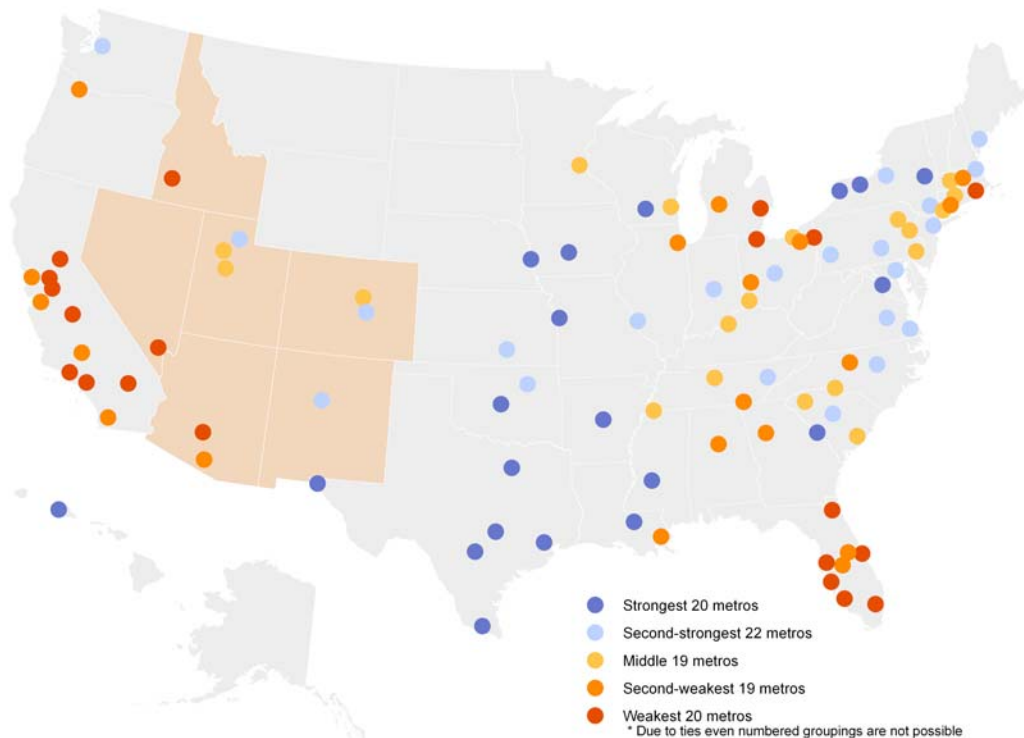 Strongest 20 metros
Second-strongest 22 metros
Middle 19 metros
Second-weakest 19 metros
Weakest 20 metros
* Due to ties even numbered groupings are not possible